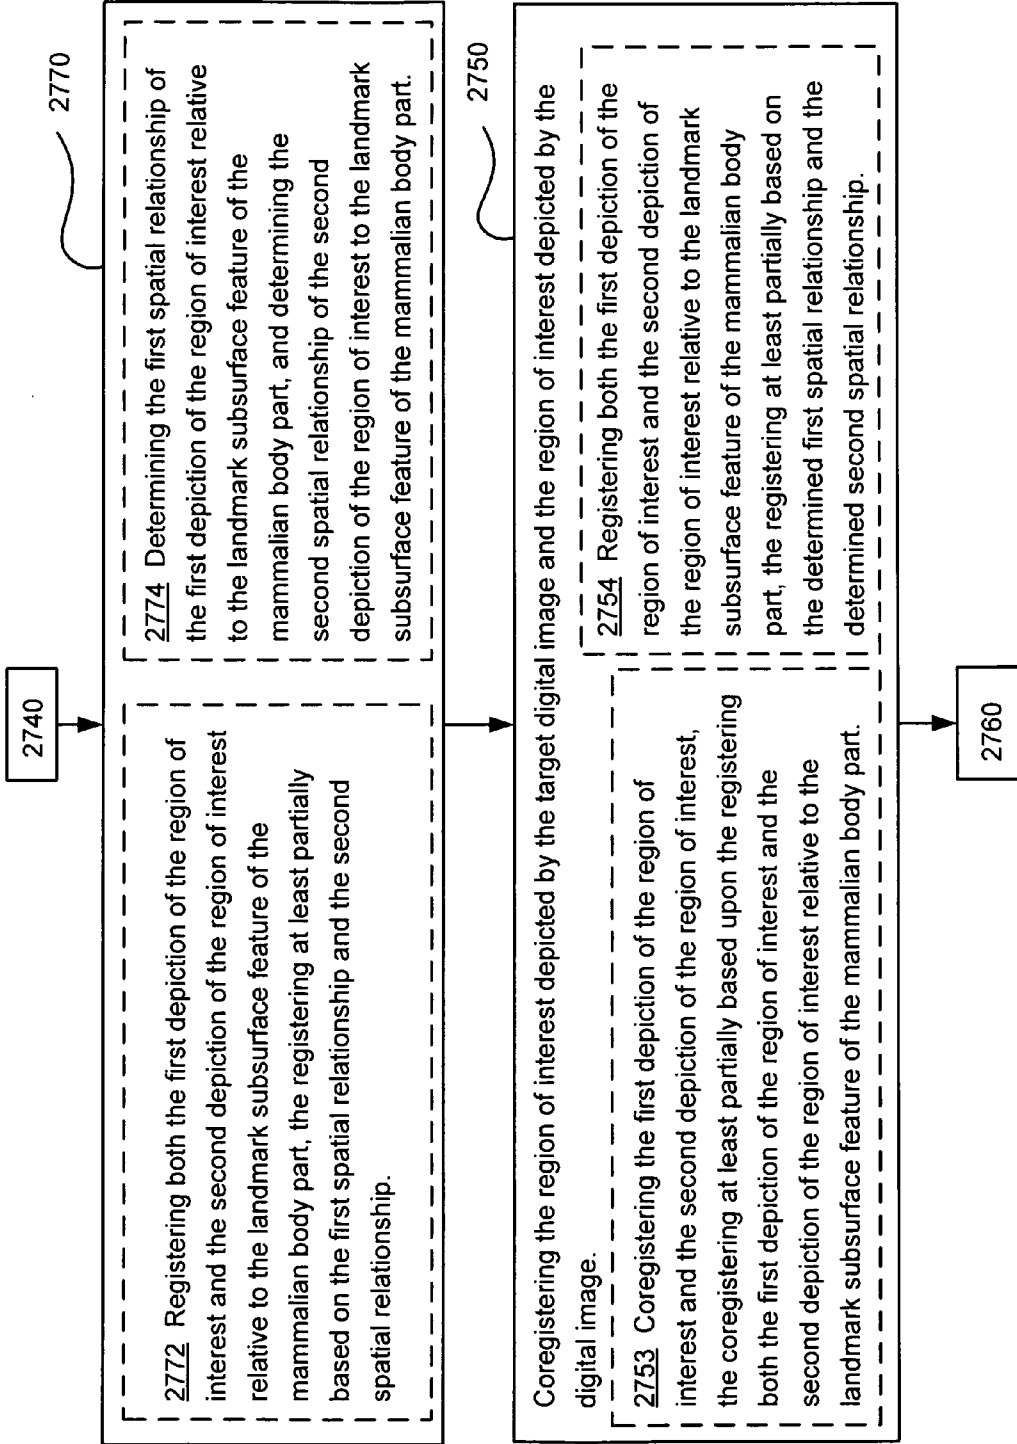 2740
2770
2772 Registering both the first depiction of the region of
interest and the second depiction of the region of interest
relative to the landmark subsurface feature of the
mammalian body part, the registering at least partially
based on the first spatial relationship and the second
spatial relationship.
2774 Determining the first spatial relationship of
the first depiction of the region of interest relative
to the landmark subsurface feature of the
mammalian body part, and determining the
second spatial relationship of the second
depiction of the region of interest to the landmark
subsurface feature of the mammalian body part.
2750
Coregistering the region of interest depicted by the target digital image and the region of interest depicted by the
digital image.
2753 Coregistering the first depiction of the region of
interest and the second depiction of the region of interest,
the coregistering at least partially based upon the registering
both the first depiction of the region of interest and the
second depiction of the region of interest relative to the
landmark subsurface feature of the mammalian body part.
2754 Registering both the first depiction of the
region of interest and the second depiction of
the region of interest relative to the landmark
subsurface feature of the mammalian body
part, the registering at least partially based on
the determined first spatial relationship and the
determined second spatial relationship.
2760